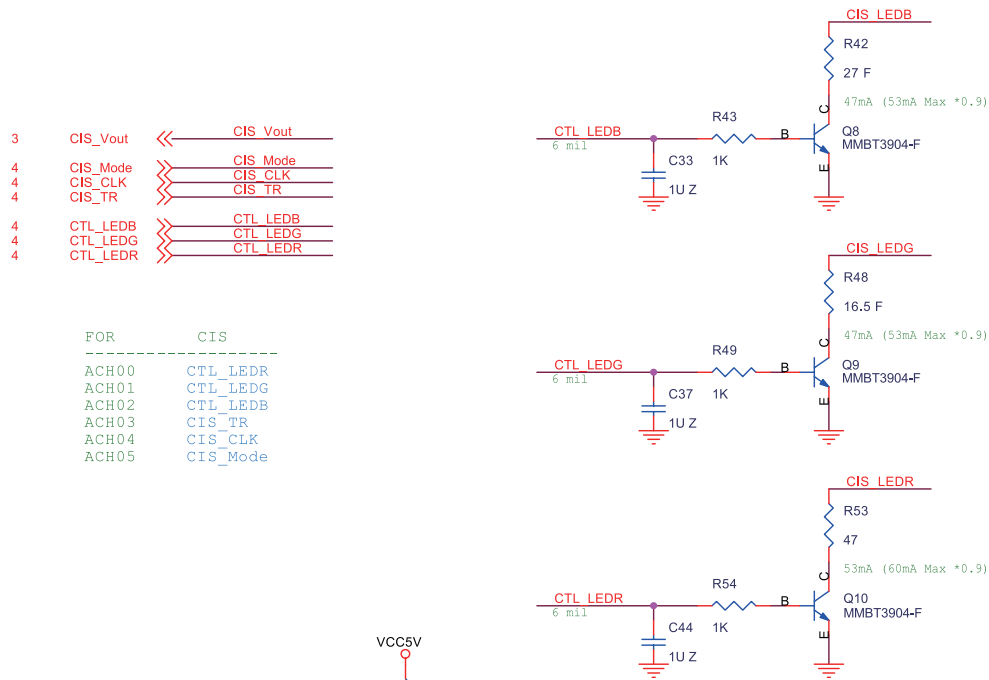 3 CIS_Vout CIS_Vout
4 CIS_Mode CIS_Mode
4 CIS_CLK CIS_CLK
4 CIS_TR CIS_TR
4 CTL_LEDB CTL_LEDB
4 CTL_LEDG CTL_LEDG
4 CTL_LEDR CTL_LEDR
FOR CIS
----------------------
ACH00 CTL_LEDR
ACH01 CTL_LEDG
ACH02 CTL_LEDB
ACH03 CIS_TR
ACH04 CIS_CLK
ACH05 CIS_Mode
VCC5V
CIS_LEDB
R42
27 F
47mA (53mA Max *0.9)
C
CTL_LEDB
6 mil
R43
1K
B
Q8
MMBT3904-F
E
C33
1U Z
CIS_LEDG
R48
16.5 F
47mA (53mA Max *0.9)
C
CTL_LEDG
6 mil
R49
1K
B
Q9
MMBT3904-F
E
C37
1U Z
CIS_LEDR
R53
47
53mA (60mA Max *0.9)
C
CTL_LEDR
6 mil
R54
1K
B
Q10
MMBT3904-F
E
C44
1U Z